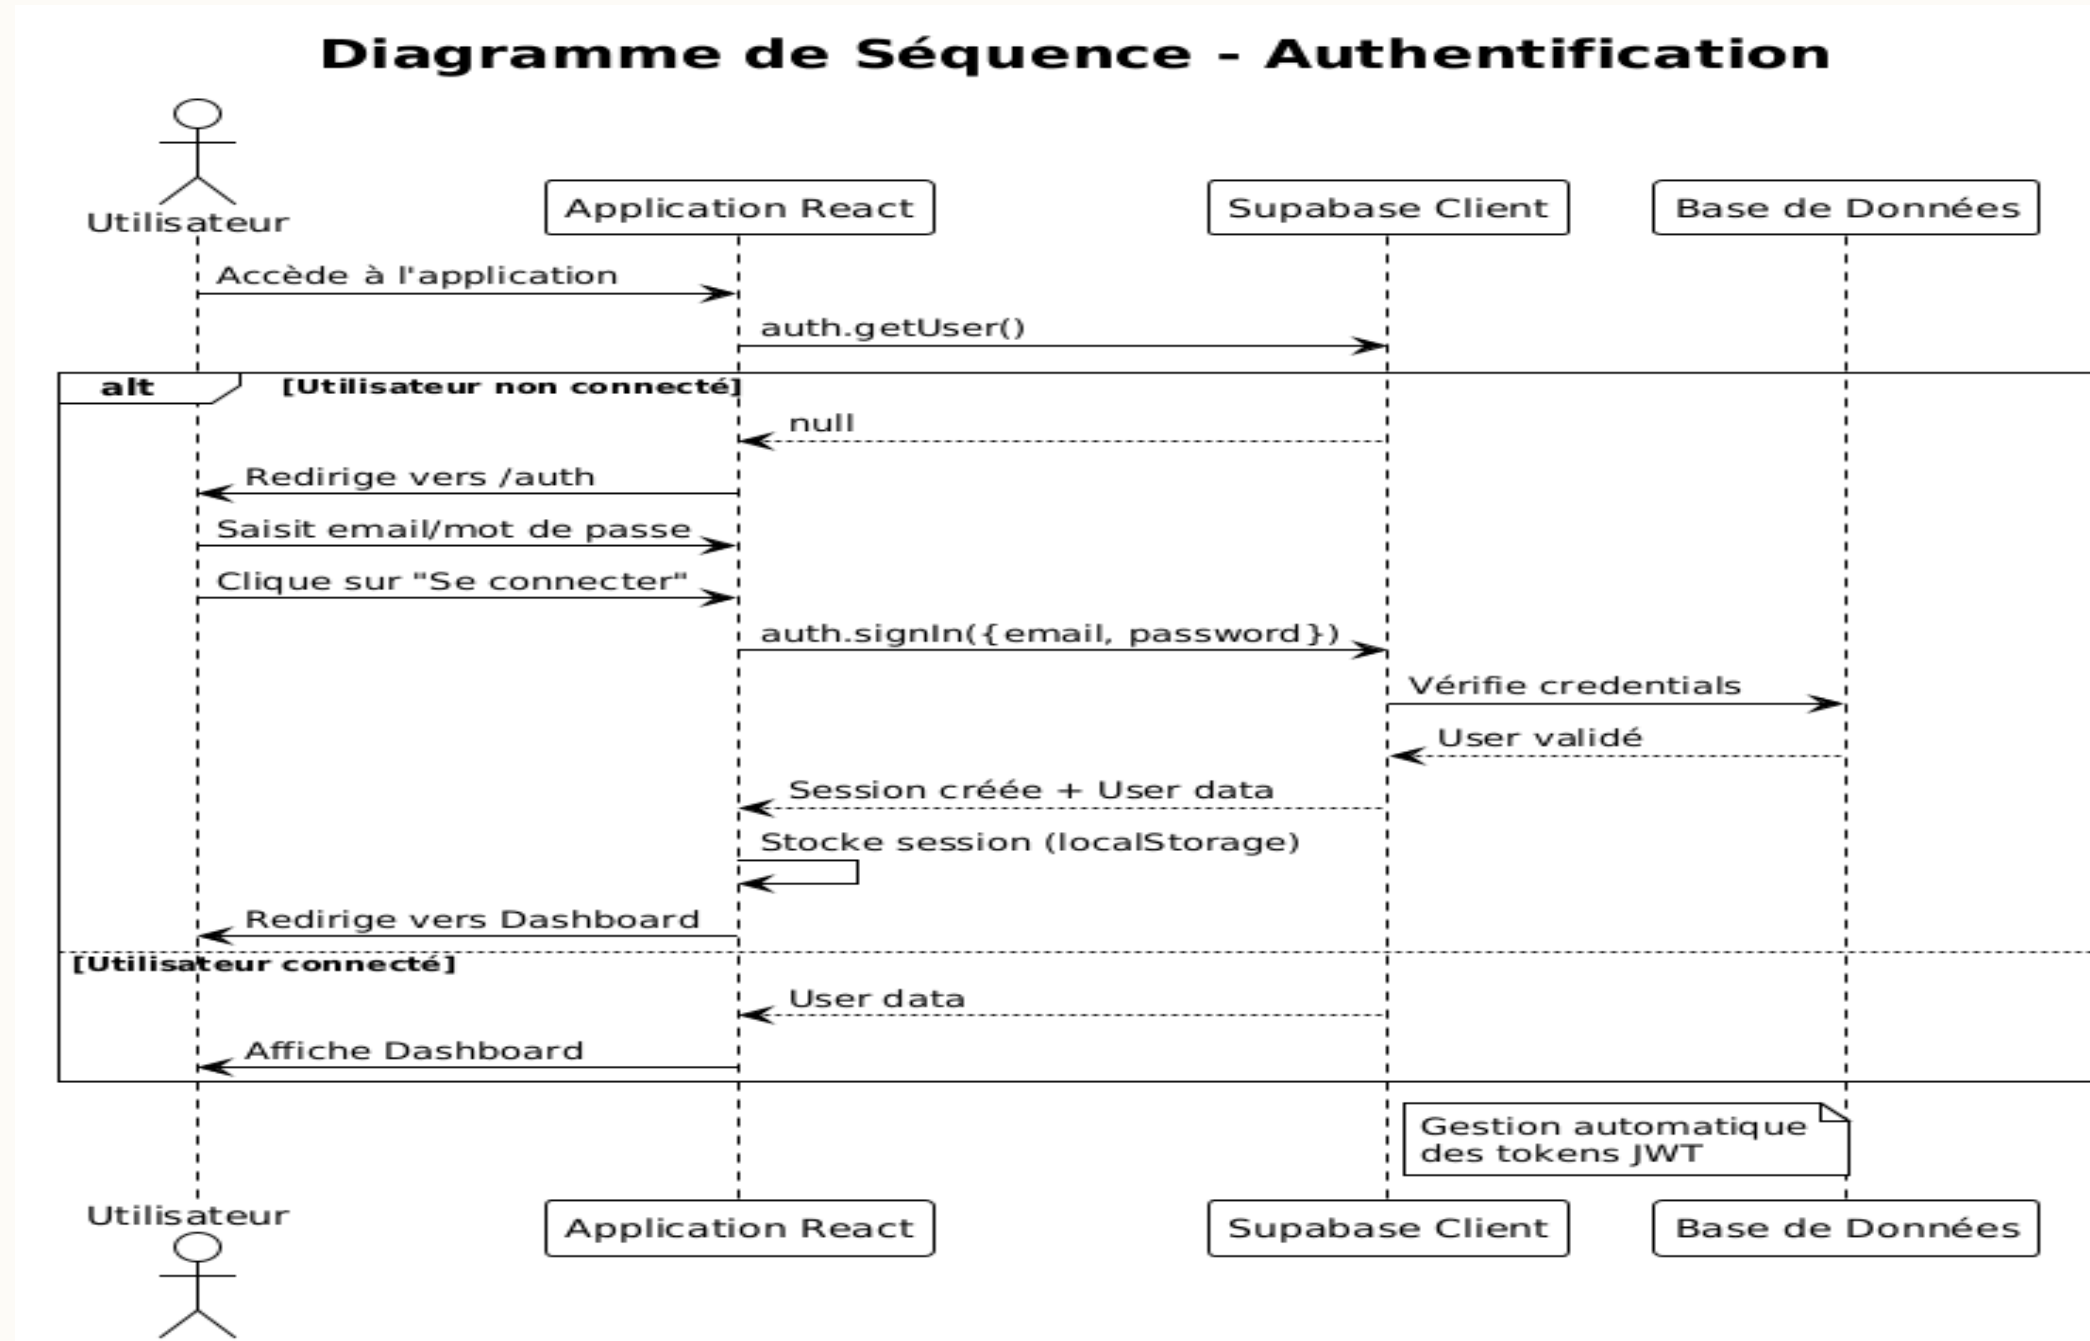 Diagramme de Séquence - Authentification
Utilisateur
Application React
Supabase Client
Base de Données
Accède à l'application
auth.getUser()
alt
[Utilisateur non connecté]
null
Redirige vers /auth
Saisit email/mot de passe
Clique sur "Se connecter"
auth.signIn({email, password})
Vérifie credentials
User validé
Session créée + User data
Stocke session (localStorage)
Redirige vers Dashboard
[Utilisateur connecté]
User data
Affiche Dashboard
Gestion automatique
des tokens JWT
Utilisateur
Application React
Supabase Client
Base de Données